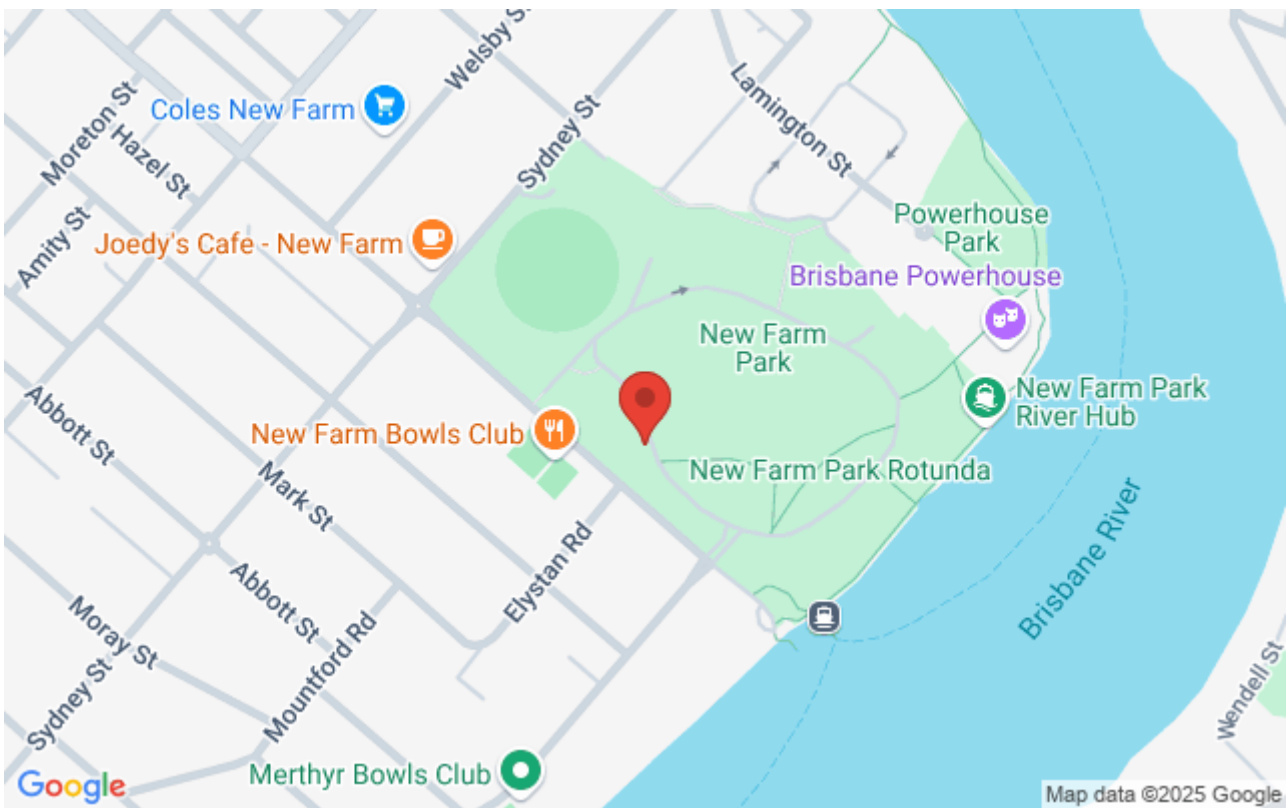 Welsby St
Coles New Farm
Moreton St
Hazel St
Sydney St
Lamington St
Amity St
Joedy's Cafe - New Farm
Powerhouse
Park
Brisbane Powerhouse
New Farm
Park
New Farm Park
River Hub
Abbott St
New Farm Bowls Club
New Farm Park Rotunda
Mark St
Brisbane River
Elystan Rd
Abbott St
Moray St
Mountford Rd
Sydney St
Wendell St
Merthyr Bowls Club
Google
Map data ©2025 Google